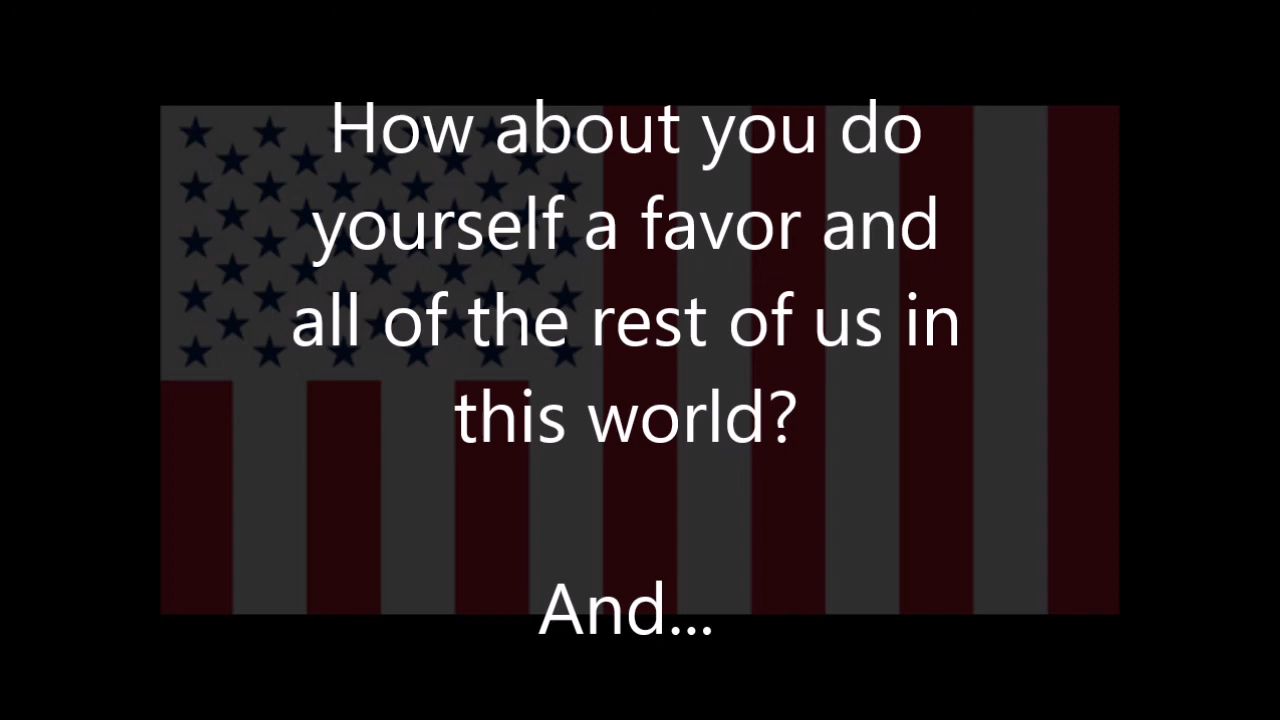 How about you do
yourself a favor and
all of the rest of us in
this world?
And...